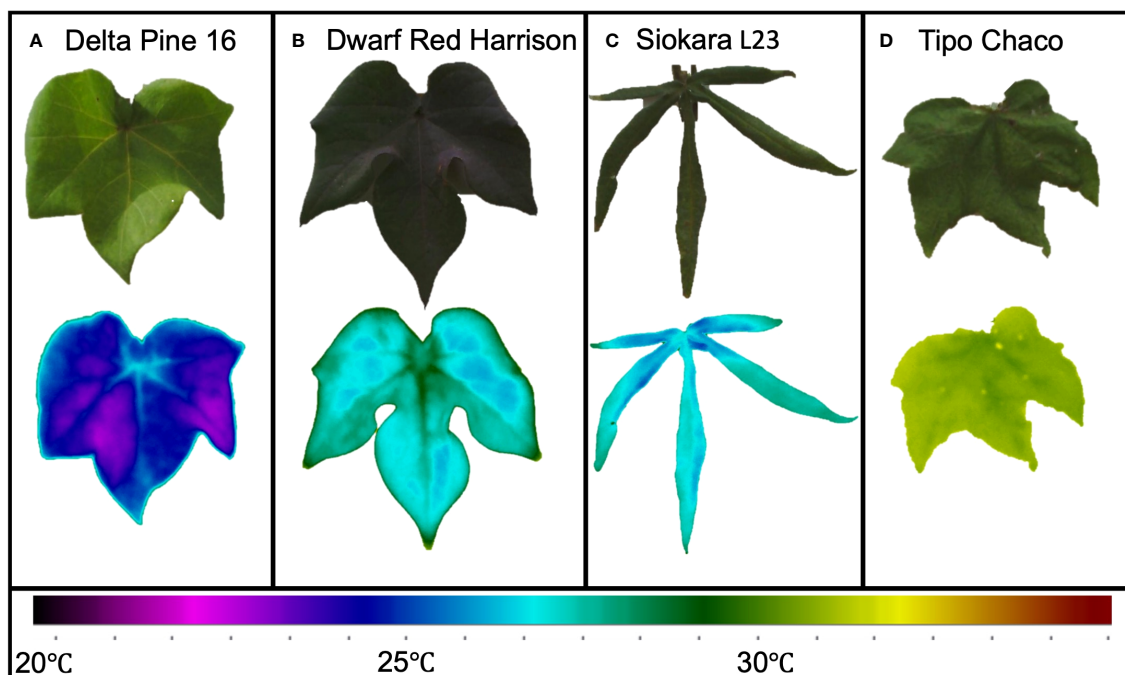 A Delta Pine 16
B Dwarf Red Harrison
C Siokara L23
D Tipo Chaco
20℃ 25℃ 30℃